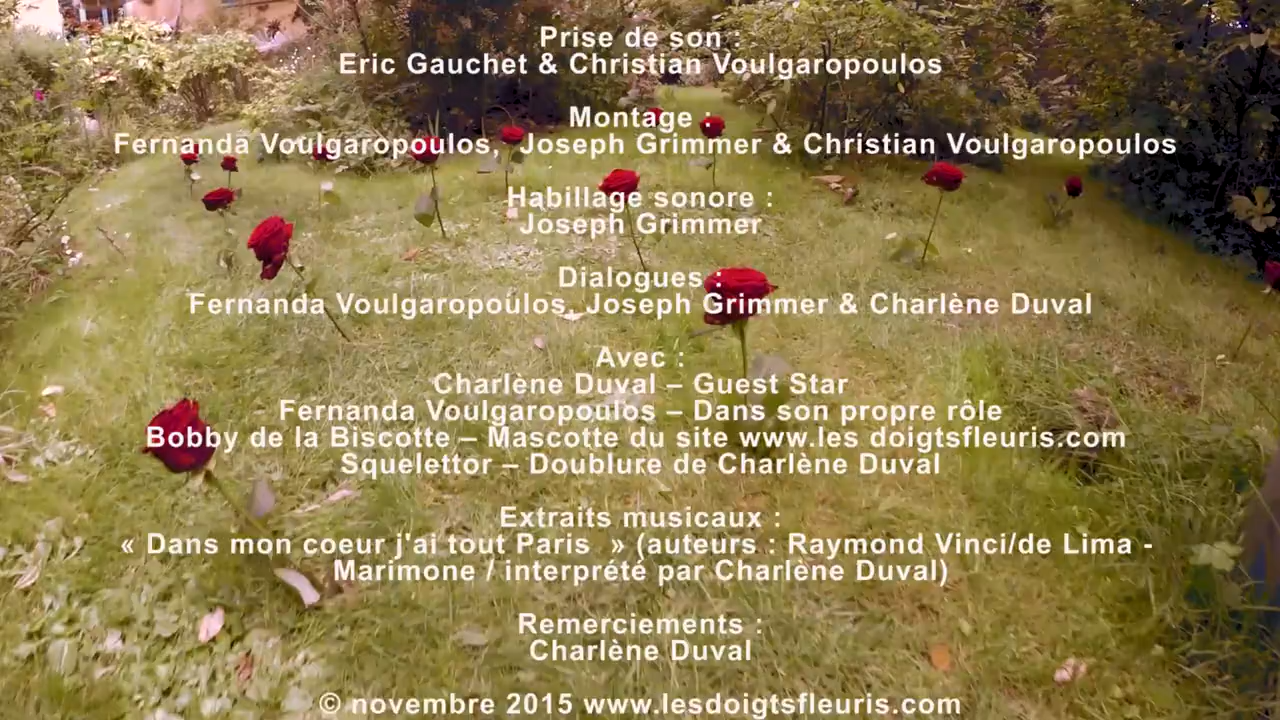 Prise de son :
Eric Gauchet & Christian Voulgaropoulos
Montage :
Fernanda Voulgaropoulos,  Joseph Grimmer & Christian Voulgaropoulos
Habillage sonore :
Joseph Grimmer
Dialogues :
Fernanda Voulgaropoulos, Joseph Grimmer & Charlène Duval
Avec :
Charlène Duval – Guest Star
Fernanda Voulgaropoulos – Dans son propre rôle
Bobby de la Biscotte – Mascotte du site www.les doigtsfleuris.com
Squelettor – Doublure de Charlène Duval
Extraits musicaux :
« Dans mon coeur j'ai tout Paris  » (auteurs : Raymond Vinci/de Lima -
Marimone / interprété par Charlène Duval)
Remerciements :
Charlène Duval
© novembre 2015 www.lesdoigtsfleuris.com